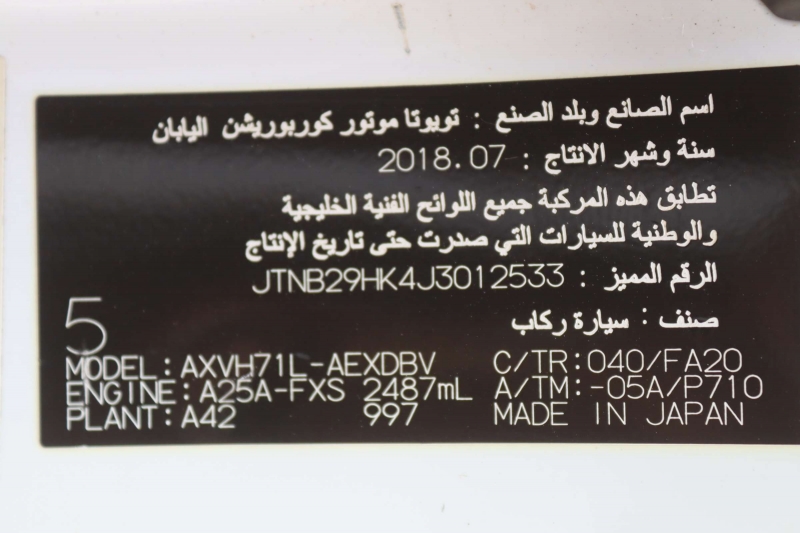 اسم الصانع وبلد الصنع : تويوتا موتور كوربوريشن اليابان
سنة وشهر الانتاج : 2018.07
تطابق هذه المركبة جميع اللوائح الفنية الخليجية
والوطنية للسيارات التي صدرت حتى تاريخ الإنتاج
الرقم المميز : JTNB29HK4J3012533
صنف : سيارة ركاب
5
MODEL:AXVH71L-AEXDBV C/TR:040/FA20
ENGINE:A25A-FXS 2487mL A/TM:-05A/P710
PLANT:A42 997 MADE IN JAPAN